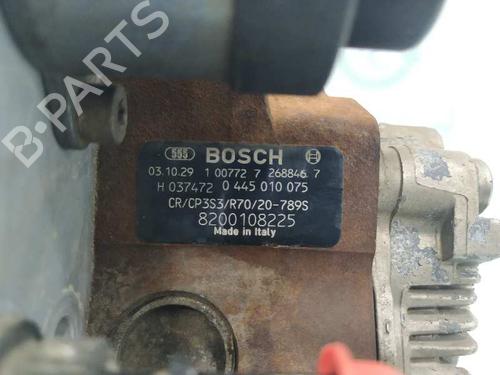 555 BOSCH
03.10.29 1 00772 7 268846 7
H 037472 0 445 010 075
CR/CP3S3/R70/20-789S
8200108225
Made in Italy
B-PARTS